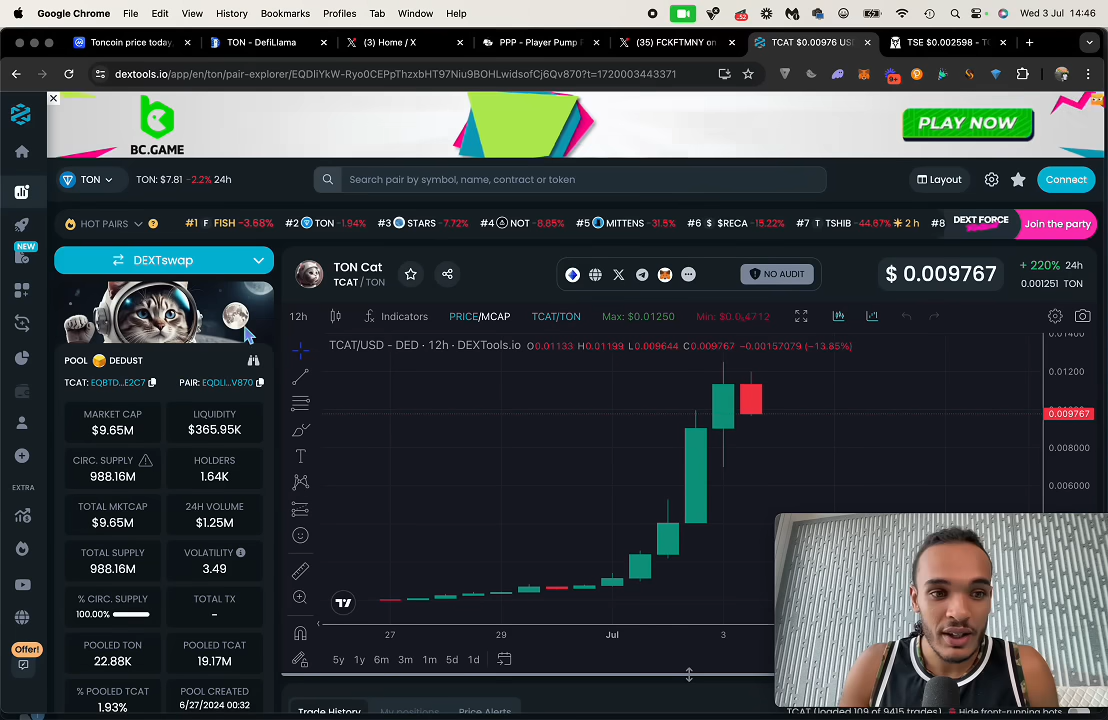 Google Chrome File Edit View History Bookmarks Profiles Tab Window Help Wed 3 Jul 14:46
Toncoin price today, TON - DefiLlama (3) Home / X PPP - Player Pump P (35) FCKFTMNY on TCAT $0.00976 US TSE $0.002598 - TC
dextools.io/app/en/ton/pair-explorer/EQDliYkW-Ryo0CEPpThzxbHT97Niu9BOHLwidsofCj6Qv870?t=1720003443371
BC.GAME PLAY NOW
TON TON: $7.81 -2.2% 24h Search pair by symbol, name, contract or token Layout Connect
HOT PAIRS #1 F FISH -3.68% #2 TON -1.94% #3 STARS -7.72% #4 NOT -8.85% #5 MITTENS -31.5% #6 $ $RECA -15.22% #7 T TSHIB -44.67% 2 h #8 DEXT FORCE Join the party
NEW
DEXTswap
TON Cat
TCAT / TON
NO AUDIT
$ 0.009767
+ 220% 24h
0.001251 TON
12h Indicators PRICE/MCAP TCAT/TON Max: $0.01250
TCAT/USD - DED · 12h · DEXTools.io O0.01133 H0.01199 L0.009644 C0.009767 −0.00157079 (−13.85%)
POOL DEDUST
TCAT: EQBTD...E2C7 PAIR: EQDLI...V870
MARKET CAP
$9.65M
LIQUIDITY
$365.95K
CIRC. SUPPLY
988.16M
HOLDERS
1.64K
TOTAL MKTCAP
$9.65M
24H VOLUME
$1.25M
TOTAL SUPPLY
988.16M
VOLATILITY
3.49
% CIRC. SUPPLY
100.00%
TOTAL TX
-
POOLED TON
22.88K
POOLED TCAT
19.17M
% POOLED TCAT
1.93%
POOL CREATED
6/27/2024 00:32
EXTRA
Offer!
0.01200
0.009767
0.008000
0.006000
27 29 Jul 3
5y 1y 6m 3m 1m 5d 1d
Trade History My positions Price Alerts
TCAT (loaded 109 of 9415 trades) Hide front-running bots